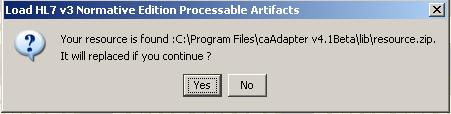 Load HL7 v3 Normative Edition Processable Artifacts
Your resource is found :C:\Program Files\caAdapter v4.1Beta\lib\resource.zip.
It will replaced if you continue ?
Yes No